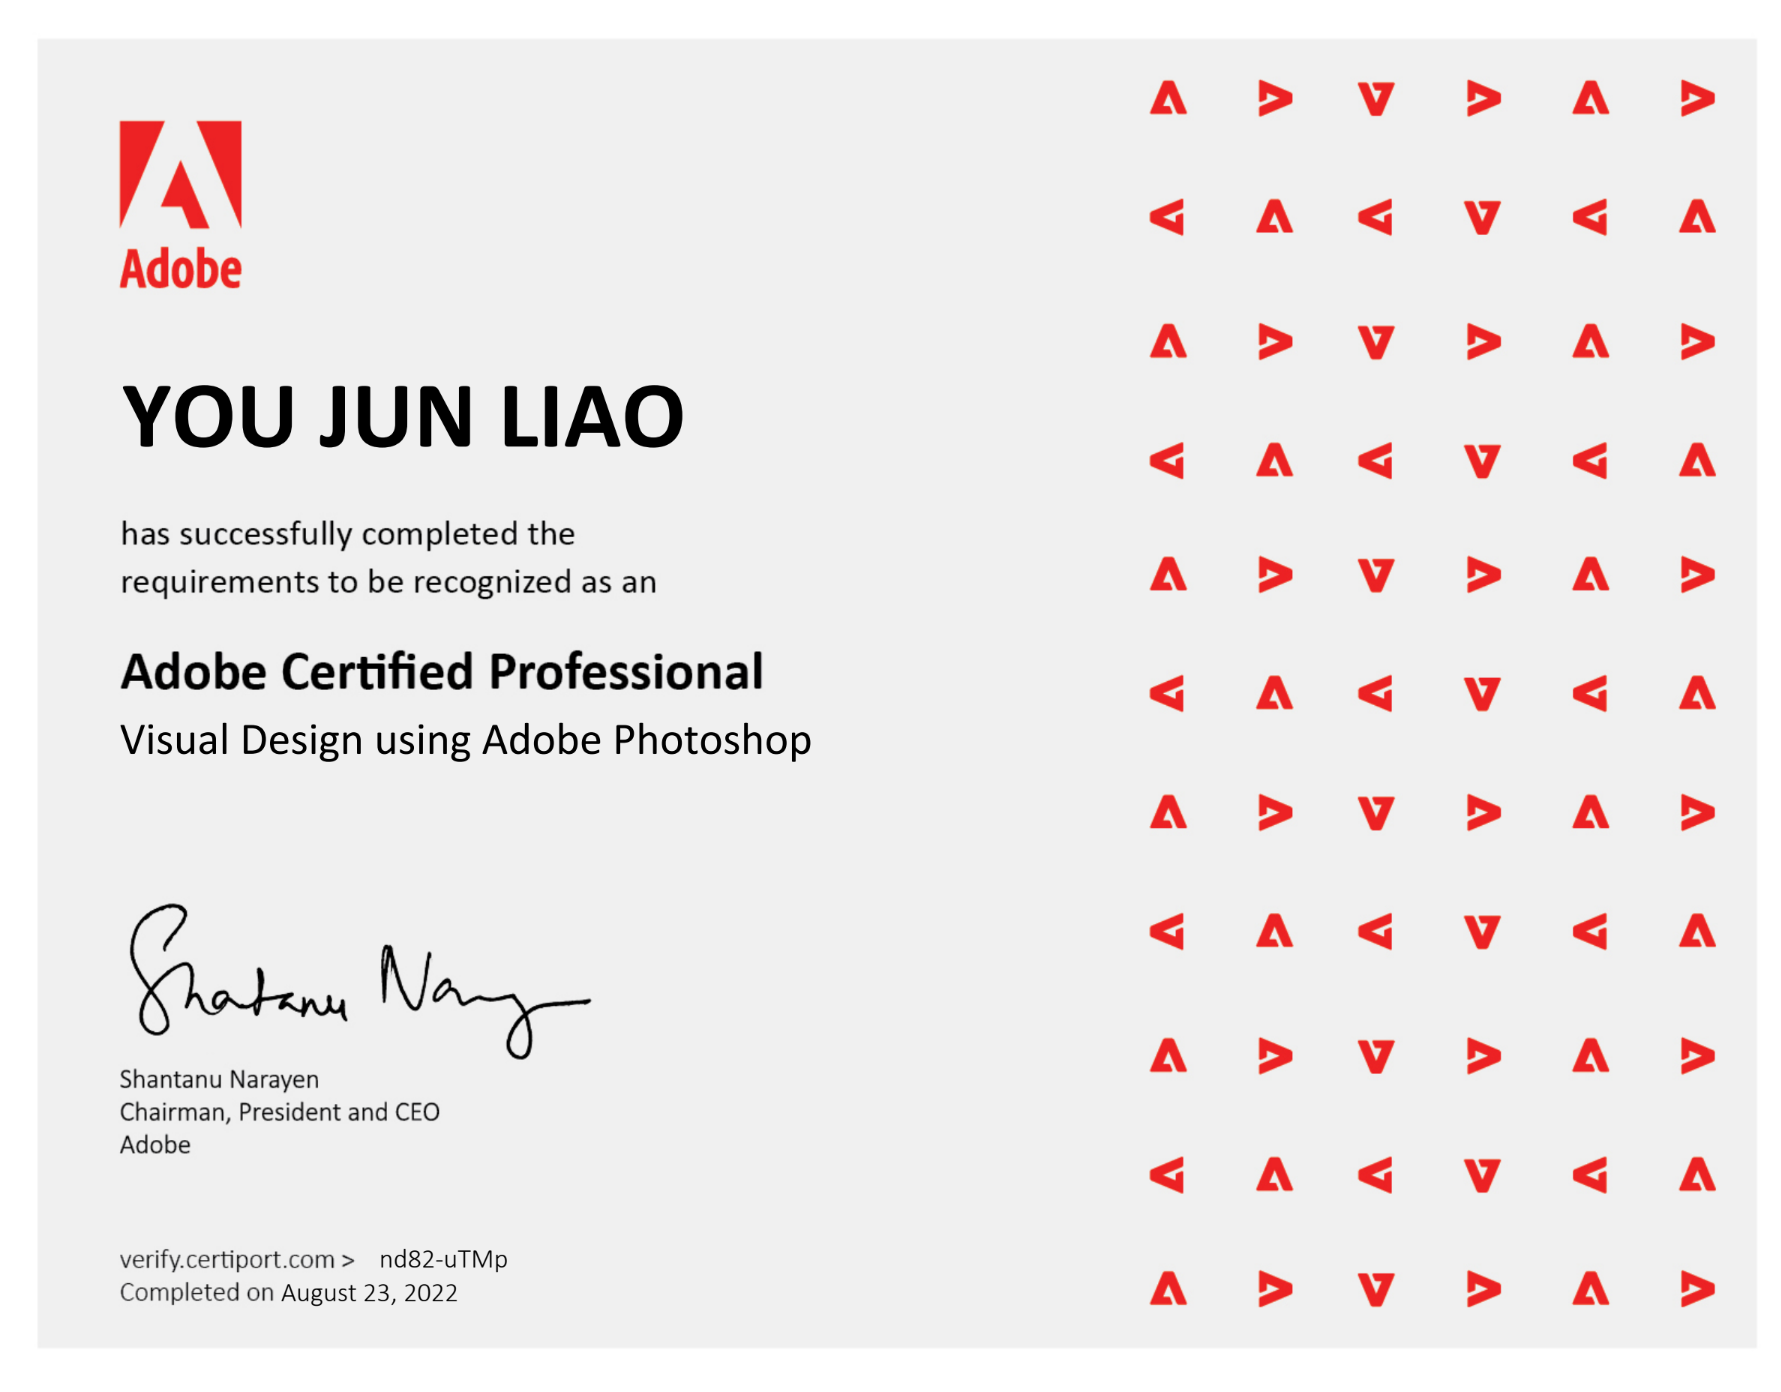 Adobe
YOU JUN LIAO
has successfully completed the
requirements to be recognized as an
Adobe Certified Professional
Visual Design using Adobe Photoshop
Shantanu Narayen
Shantanu Narayen
Chairman, President and CEO
Adobe
verify.certiport.com > nd82-uTMp
Completed on August 23, 2022